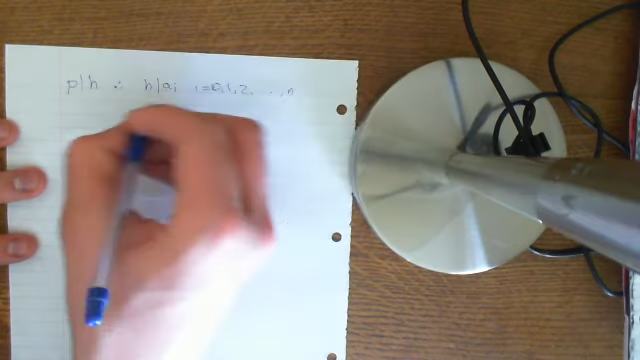 p|h ∴ h|ai i=0,1,2,...,n